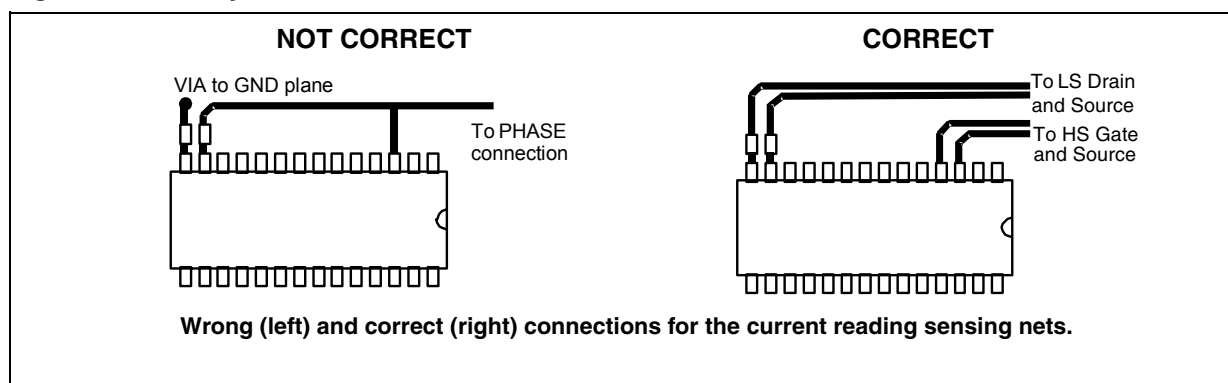 NOT CORRECT
CORRECT
VIA to GND plane
To PHASE
connection
To LS Drain
and Source
To HS Gate
and Source
Wrong (left) and correct (right) connections for the current reading sensing nets.